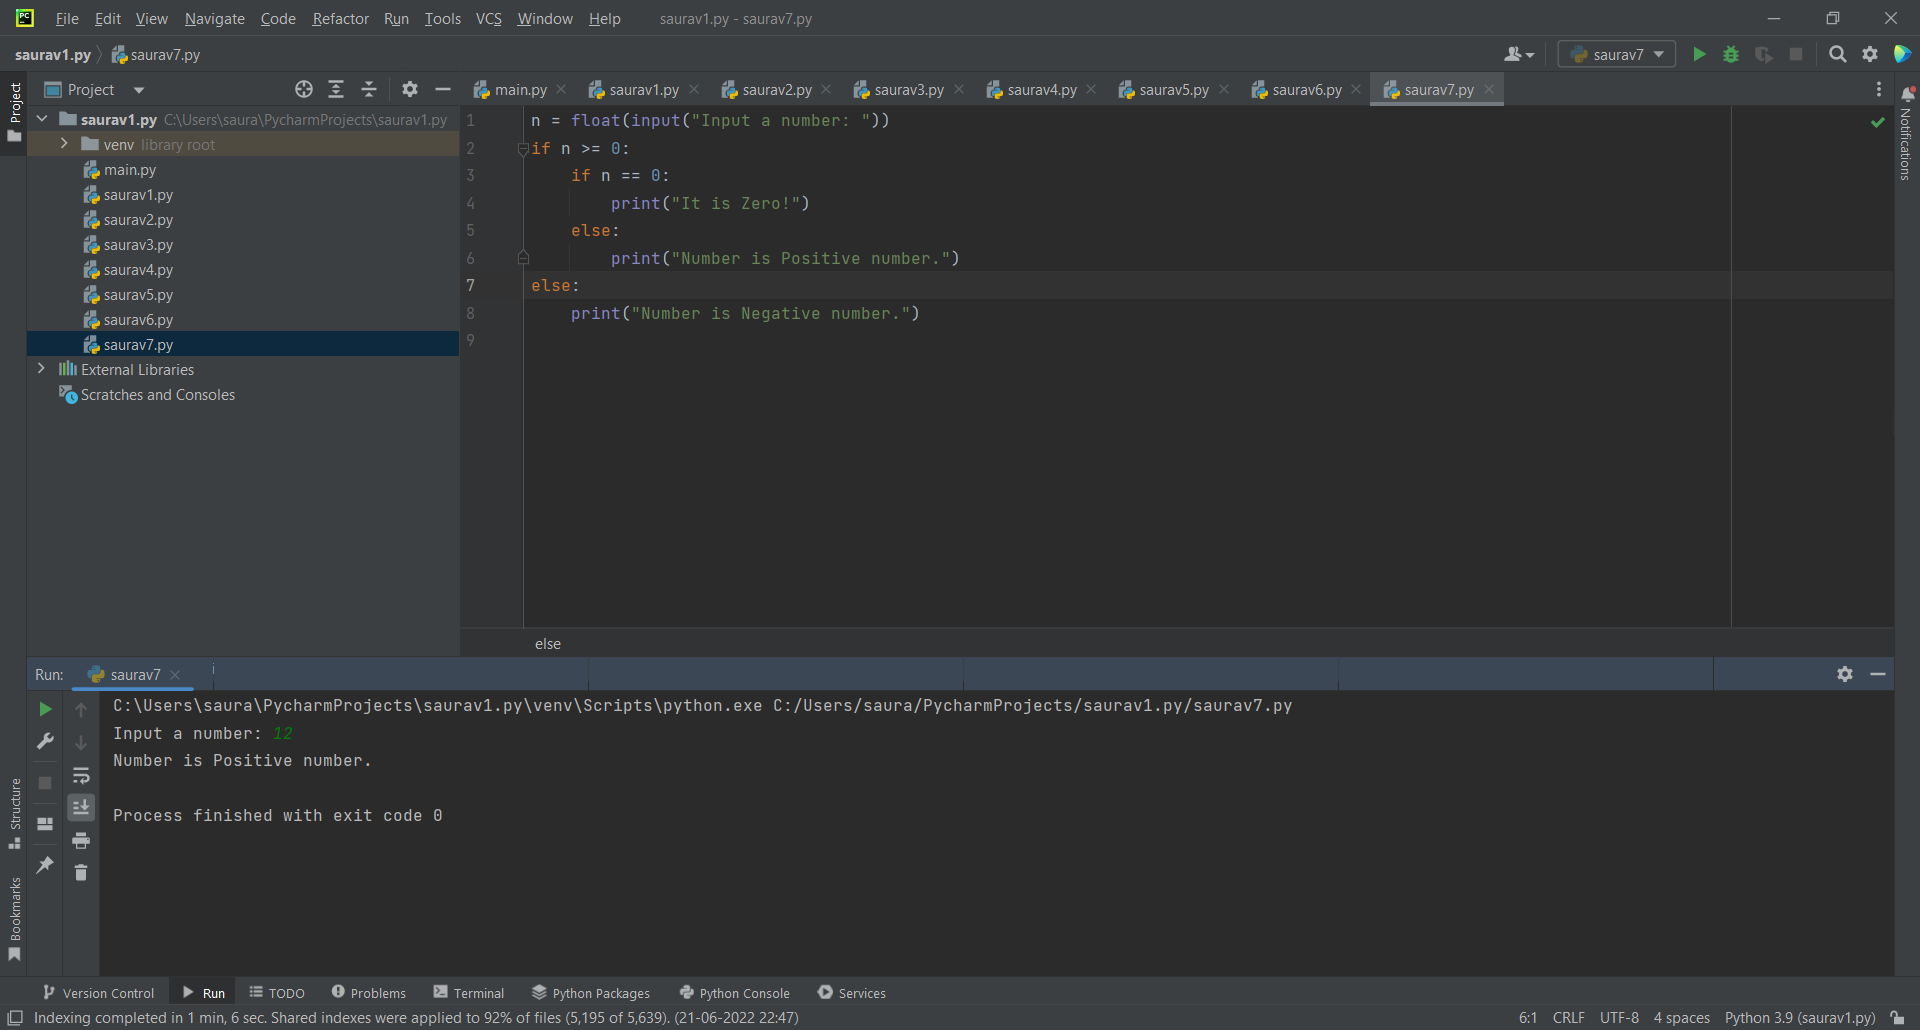 PC File Edit View Navigate Code Refactor Run Tools VCS Window Help saurav1.py - saurav7.py
saurav1.py saurav7.py saurav7
Project
Project
main.py saurav1.py saurav2.py saurav3.py saurav4.py saurav5.py saurav6.py saurav7.py
Notifications
saurav1.py C:\Users\saura\PycharmProjects\saurav1.py
venv library root
main.py
saurav1.py
saurav2.py
saurav3.py
saurav4.py
saurav5.py
saurav6.py
saurav7.py
External Libraries
Scratches and Consoles
1 n = float(input("Input a number: "))
2 if n >= 0:
3     if n == 0:
4         print("It is Zero!")
5     else:
6         print("Number is Positive number.")
7 else:
8     print("Number is Negative number.")
9
else
Run: saurav7
C:\Users\saura\PycharmProjects\saurav1.py\venv\Scripts\python.exe C:/Users/saura/PycharmProjects/saurav1.py/saurav7.py
Input a number: 12
Number is Positive number.
Process finished with exit code 0
Structure
Bookmarks
Version Control Run TODO Problems Terminal Python Packages Python Console Services
Indexing completed in 1 min, 6 sec. Shared indexes were applied to 92% of files (5,195 of 5,639). (21-06-2022 22:47) 6:1 CRLF UTF-8 4 spaces Python 3.9 (saurav1.py)